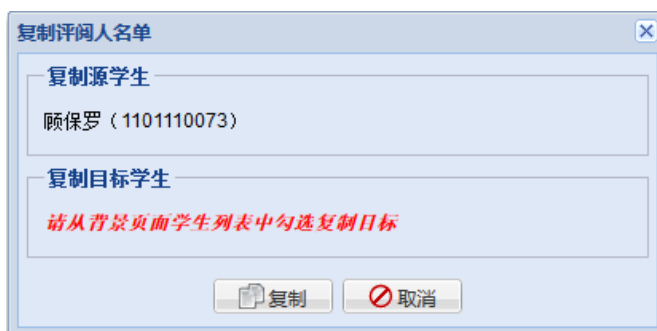 复制评阅人名单
复制源学生
顾保罗（1101110073）
复制目标学生
请从背景页面学生列表中勾选复制目标
复制
取消